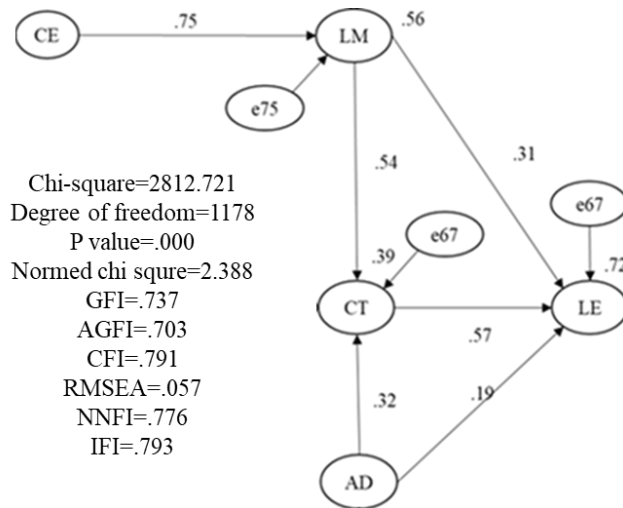 CE
.75
LM
.56
e75
.54
.31
Chi-square=2812.721
Degree of freedom=1178
P value=.000
Normed chi squre=2.388
GFI=.737
AGFI=.703
CFI=.791
RMSEA=.057
NNFI=.776
IFI=.793
e67
e67
.39
.72
CT
LE
.57
.32
.19
AD